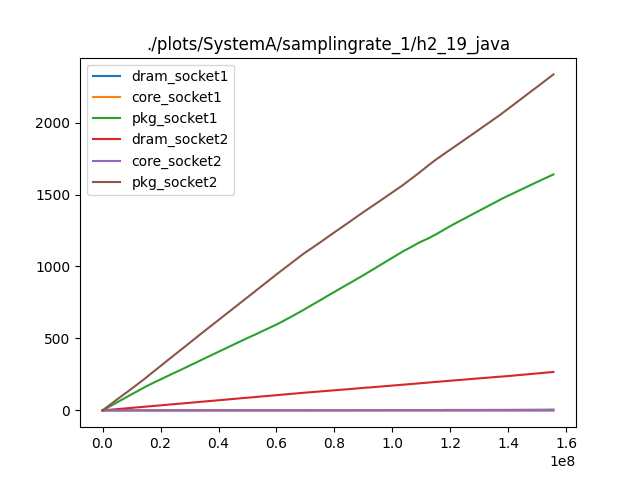 ./plots/SystemA/samplingrate_1/h2_19_java
dram_socket1
core_socket1
pkg_socket1
dram_socket2
core_socket2
pkg_socket2
2000
1500
1000
500
0
0.0 0.2 0.4 0.6 0.8 1.0 1.2 1.4 1.6
1e8